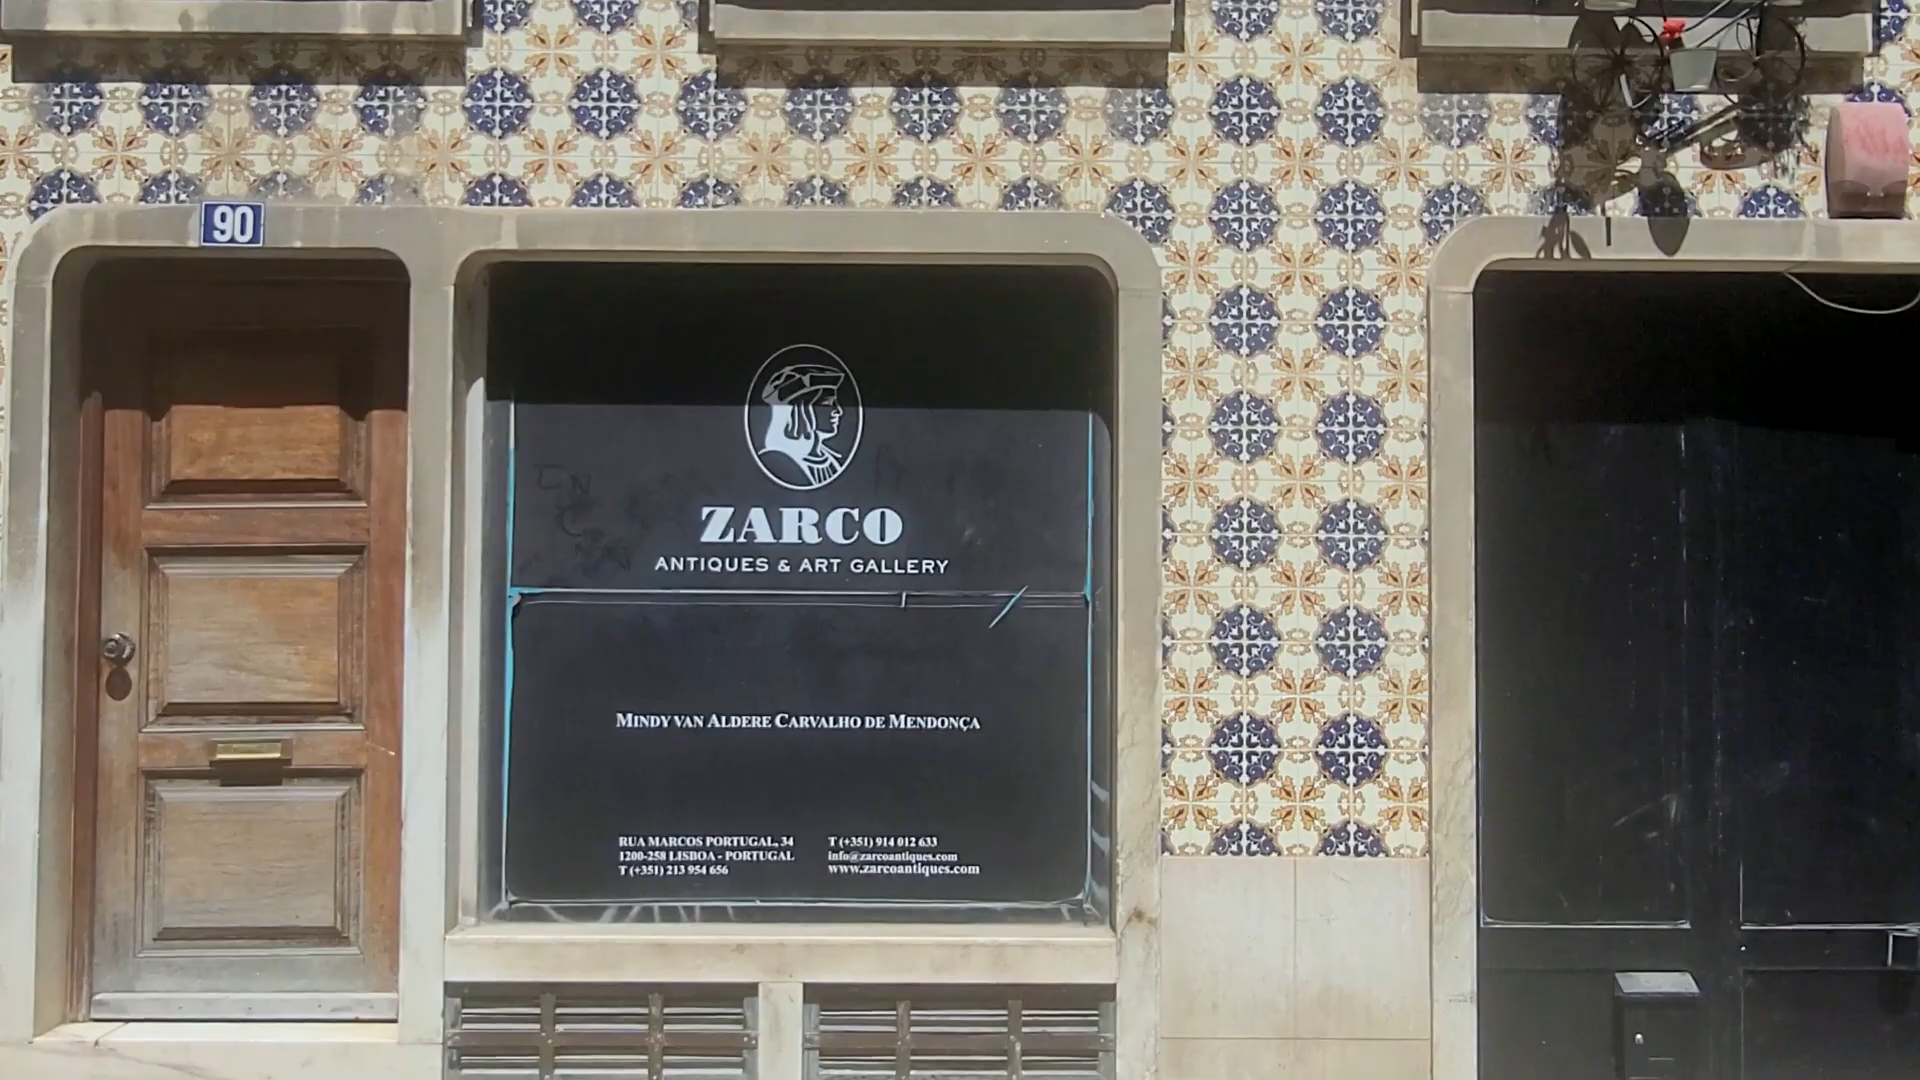 90
ZARCO
ANTIQUES & ART GALLERY
MINDY VAN ALDERE CARVALHO DE MENDONÇA
RUA MARCOS PORTUGAL, 34
1200-258 LISBOA - PORTUGAL
T (+351) 213 954 656
T (+351) 914 012 633
info@zarcoantiques.com
www.zarcoantiques.com